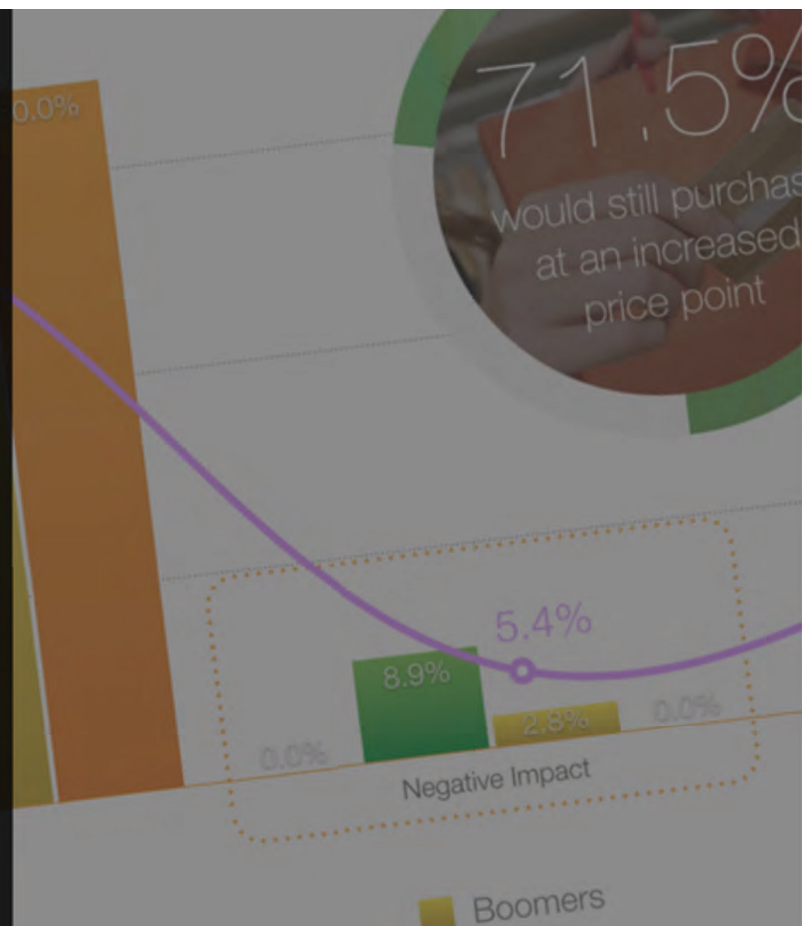 0.0%
71.5%
would still purchas
at an increased
price point
5.4%
8.9%
2.8%
0.0%
0.0%
Negative Impact
Boomers